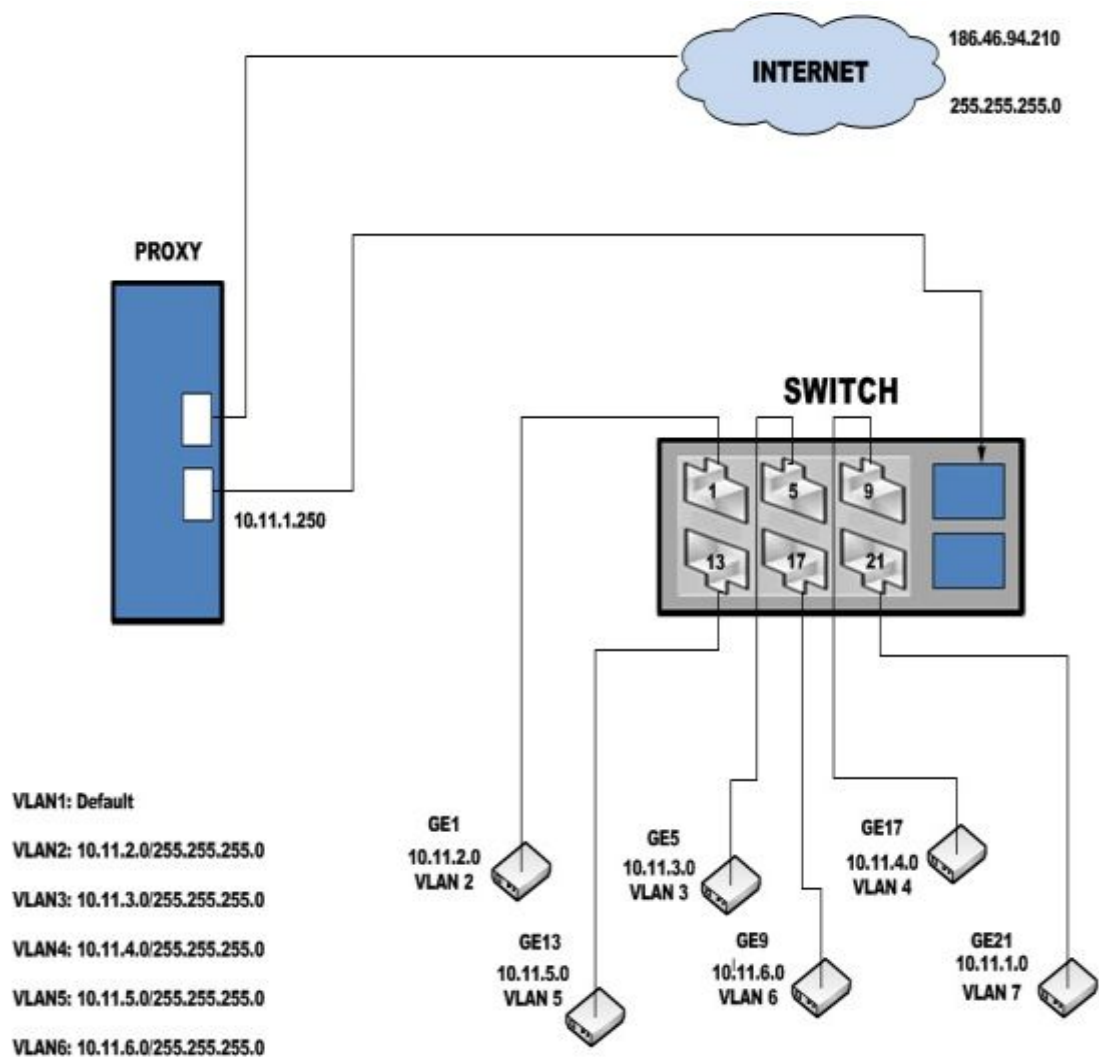 186.46.94.210
INTERNET
255.255.255.0
PROXY
10.11.1.250
SWITCH
1
5
9
13
17
21
VLAN1: Default
VLAN2: 10.11.2.0/255.255.255.0
VLAN3: 10.11.3.0/255.255.255.0
VLAN4: 10.11.4.0/255.255.255.0
VLAN5: 10.11.5.0/255.255.255.0
VLAN6: 10.11.6.0/255.255.255.0
GE1
10.11.2.0
VLAN 2
GE5
10.11.3.0
VLAN 3
GE17
10.11.4.0
VLAN 4
GE13
10.11.5.0
VLAN 5
GE9
10.11.6.0
VLAN 6
GE21
10.11.1.0
VLAN 7